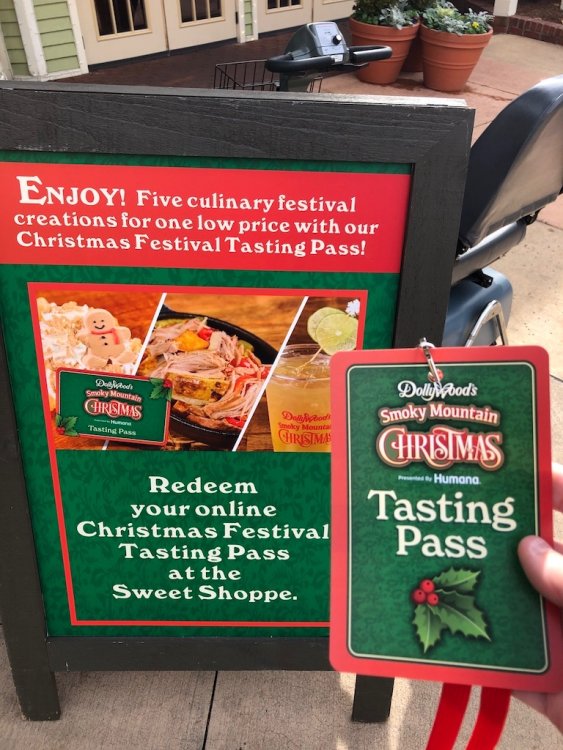 ENJOY! Five culinary festival
creations for one low price with our
Christmas Festival Tasting Pass!
Dollywood's
Smoky Mountain
CHRISTMAS
Presented by Humana
Tasting Pass
Dollywood's
Smoky Mountain
CHRISTMAS
Redeem
your online
Christmas Festival
Tasting Pass
at the
Sweet Shoppe.
Dollywood's
Smoky Mountain
CHRISTMAS
Presented By Humana.
Tasting
Pass